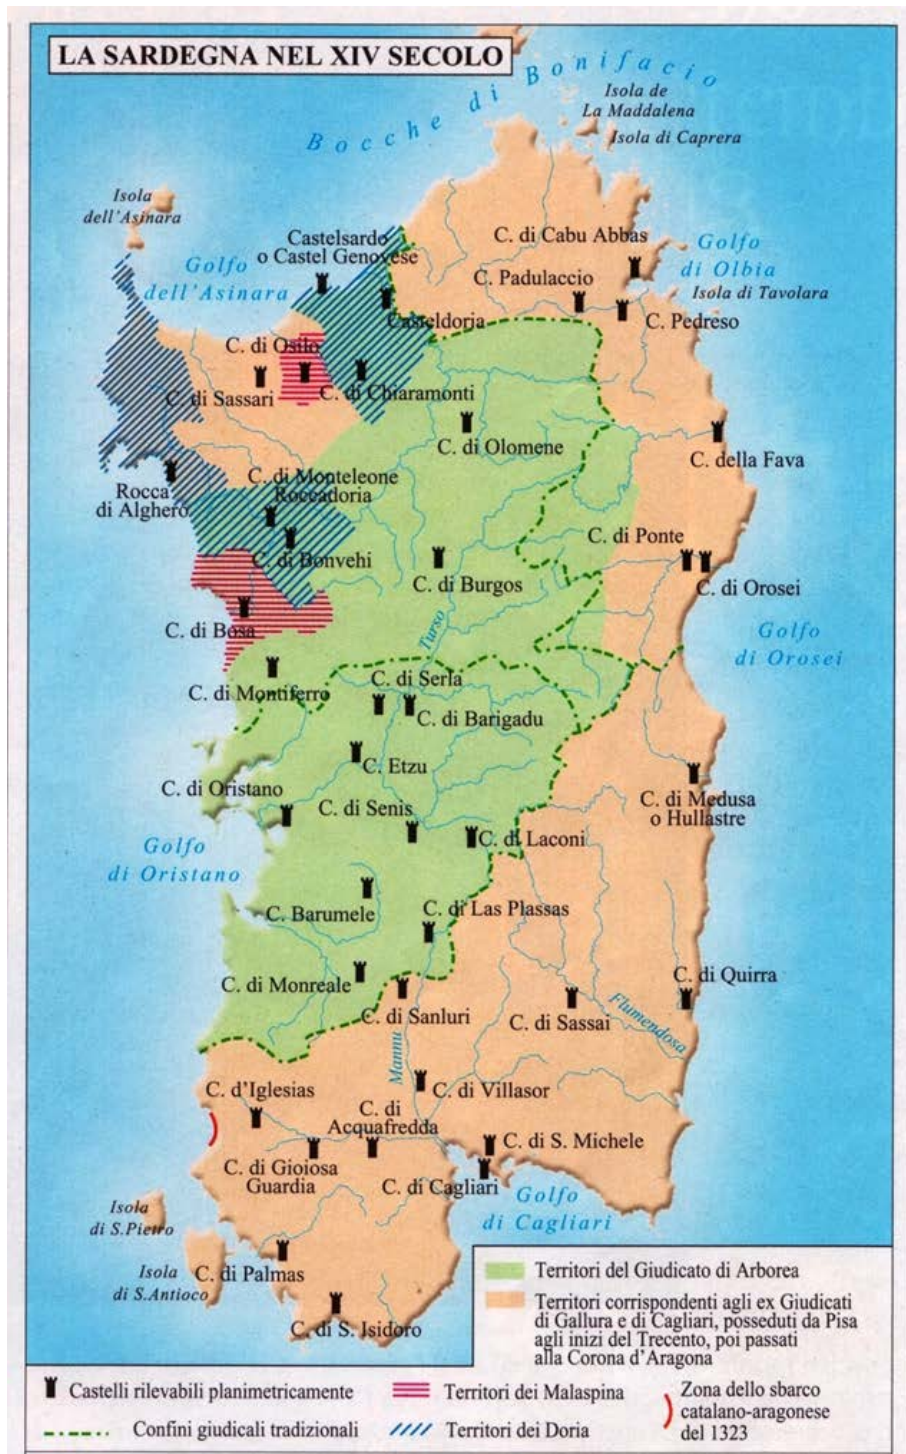 LA SARDEGNA NEL XIV SECOLO
Bocche di Bonifacio
Isola de
La Maddalena
Isola di Caprera
Isola
dell'Asinara
Golfo
dell'Asinara
Castelsardo
o Castel Genovese
C. di Cabu Abbas
Golfo
di Olbia
C. Padulaccio
Isola di Tavolara
Casteldoria
C. Pedreso
C. di Osilo
C. di Sassari
C. di Chiaramonti
C. di Olomene
C. della Fava
Rocca
di Alghero
C. di Monteleone
Roccadoria
C. di Bonvehi
C. di Ponte
C. di Burgos
C. di Orosei
C. di Bosa
Turso
Golfo
di Orosei
C. di Montiferro
C. di Serla
C. di Barigadu
C. Etzu
C. di Oristano
C. di Senis
C. di Medusa
o Hullastre
C. di Laconi
Golfo
di Oristano
C. Barumele
C. di Las Plassas
C. di Monreale
C. di Sanluri
C. di Sassai
C. di Quirra
Flumendosa
Mannu
C. di Villasor
C. d'Iglesias
C. di
Acquafredda
C. di Gioiosa
Guardia
C. di S. Michele
C. di Cagliari
Golfo
di Cagliari
Isola
di S.Pietro
Isola
di S.Antioco
C. di Palmas
C. di S. Isidoro
Territori del Giudicato di Arborea
Territori corrispondenti agli ex Giudicati
di Gallura e di Cagliari, posseduti da Pisa
agli inizi del Trecento, poi passati
alla Corona d'Aragona
Castelli rilevabili planimetricamente
Confini giudicali tradizionali
Territori dei Malaspina
Territori dei Doria
Zona dello sbarco
catalano-aragonese
del 1323